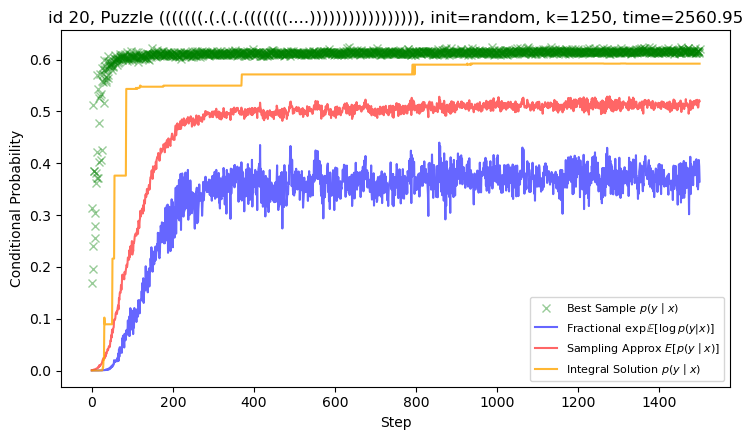 id 20, Puzzle (((((((.(.(.(.(((((((....))))))))))))))))), init=random, k=1250, time=2560.95
Conditional Probability
0.6
0.5
0.4
0.3
0.2
0.1
0.0
Best Sample p(y | x)
Fractional exp𝔼[log p(y|x)]
Sampling Approx E[p(y | x)]
Integral Solution p(y | x)
0 200 400 600 800 1000 1200 1400
Step